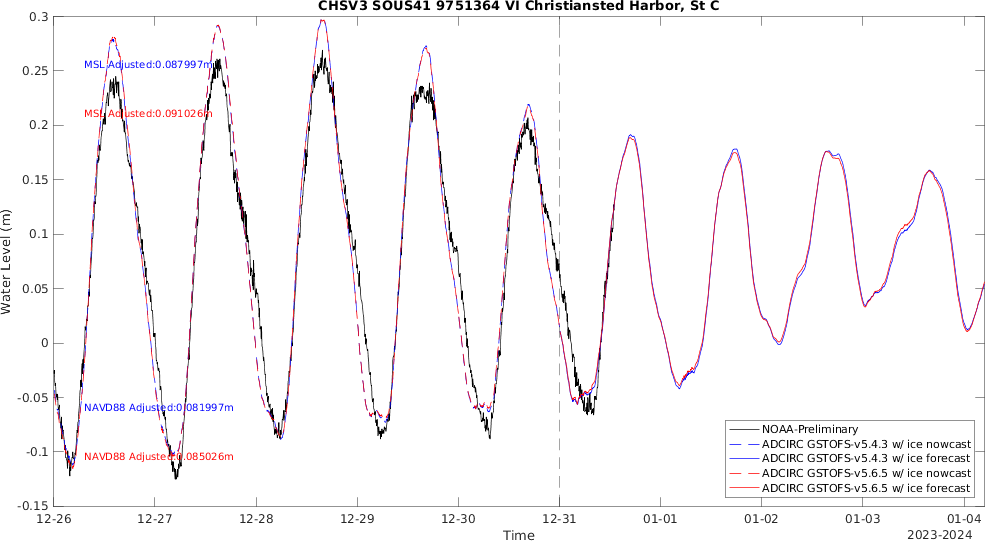 CHSV3 SOUS41 9751364 VI Christiansted Harbor, St C
0.3
0.25
0.2
0.15
0.1
0.05
0
-0.05
-0.1
-0.15
Water Level (m)
MSL Adjusted:0.087997m
MSL Adjusted:0.091026m
NAVD88 Adjusted:0.081997m
NAVD88 Adjusted:0.085026m
NOAA-Preliminary
ADCIRC GSTOFS-v5.4.3 w/ ice nowcast
ADCIRC GSTOFS-v5.4.3 w/ ice forecast
ADCIRC GSTOFS-v5.6.5 w/ ice nowcast
ADCIRC GSTOFS-v5.6.5 w/ ice forecast
12-26 12-27 12-28 12-29 12-30 12-31 01-01 01-02 01-03 01-04
Time
2023-2024